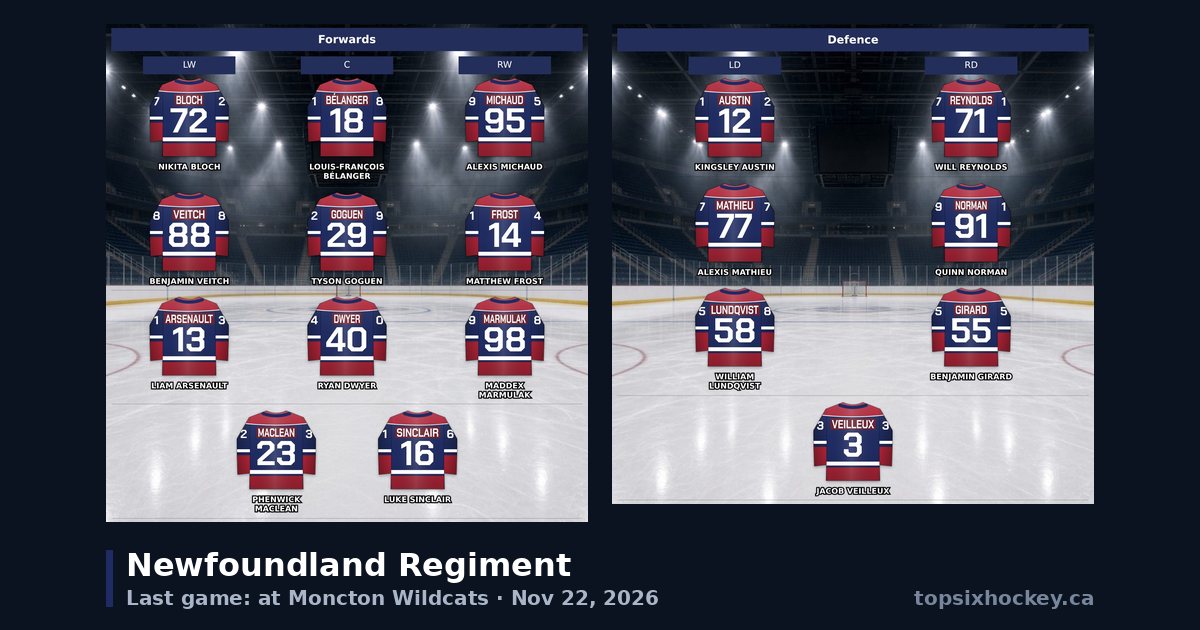 Forwards
LW C RW
7 BLOCH 2 1 BÉLANGER 8 9 MICHAUD 5
72 18 95
NIKITA BLOCH LOUIS-FRANÇOIS BÉLANGER ALEXIS MICHAUD
8 VEITCH 8 2 GOGUEN 9 1 FROST 4
88 29 14
BENJAMIN VEITCH TYSON GOGUEN MATTHEW FROST
1 ARSENAULT 3 4 DWYER 0 9 MARMULAK 8
13 40 98
LIAM ARSENAULT RYAN DWYER MADDEX MARMULAK
2 MACLEAN 3 1 SINCLAIR 6
23 16
PHENWICK MACLEAN LUKE SINCLAIR
Defence
LD RD
1 AUSTIN 2 7 REYNOLDS 1
12 71
KINGSLEY AUSTIN WILL REYNOLDS
7 MATHIEU 7 9 NORMAN 1
77 91
ALEXIS MATHIEU QUINN NORMAN
5 LUNDQVIST 8 5 GIRARD 5
58 55
WILLIAM LUNDQVIST BENJAMIN GIRARD
3 VEILLEUX 3
3
JACOB VEILLEUX
Newfoundland Regiment
Last game: at Moncton Wildcats · Nov 22, 2026
topsixhockey.ca